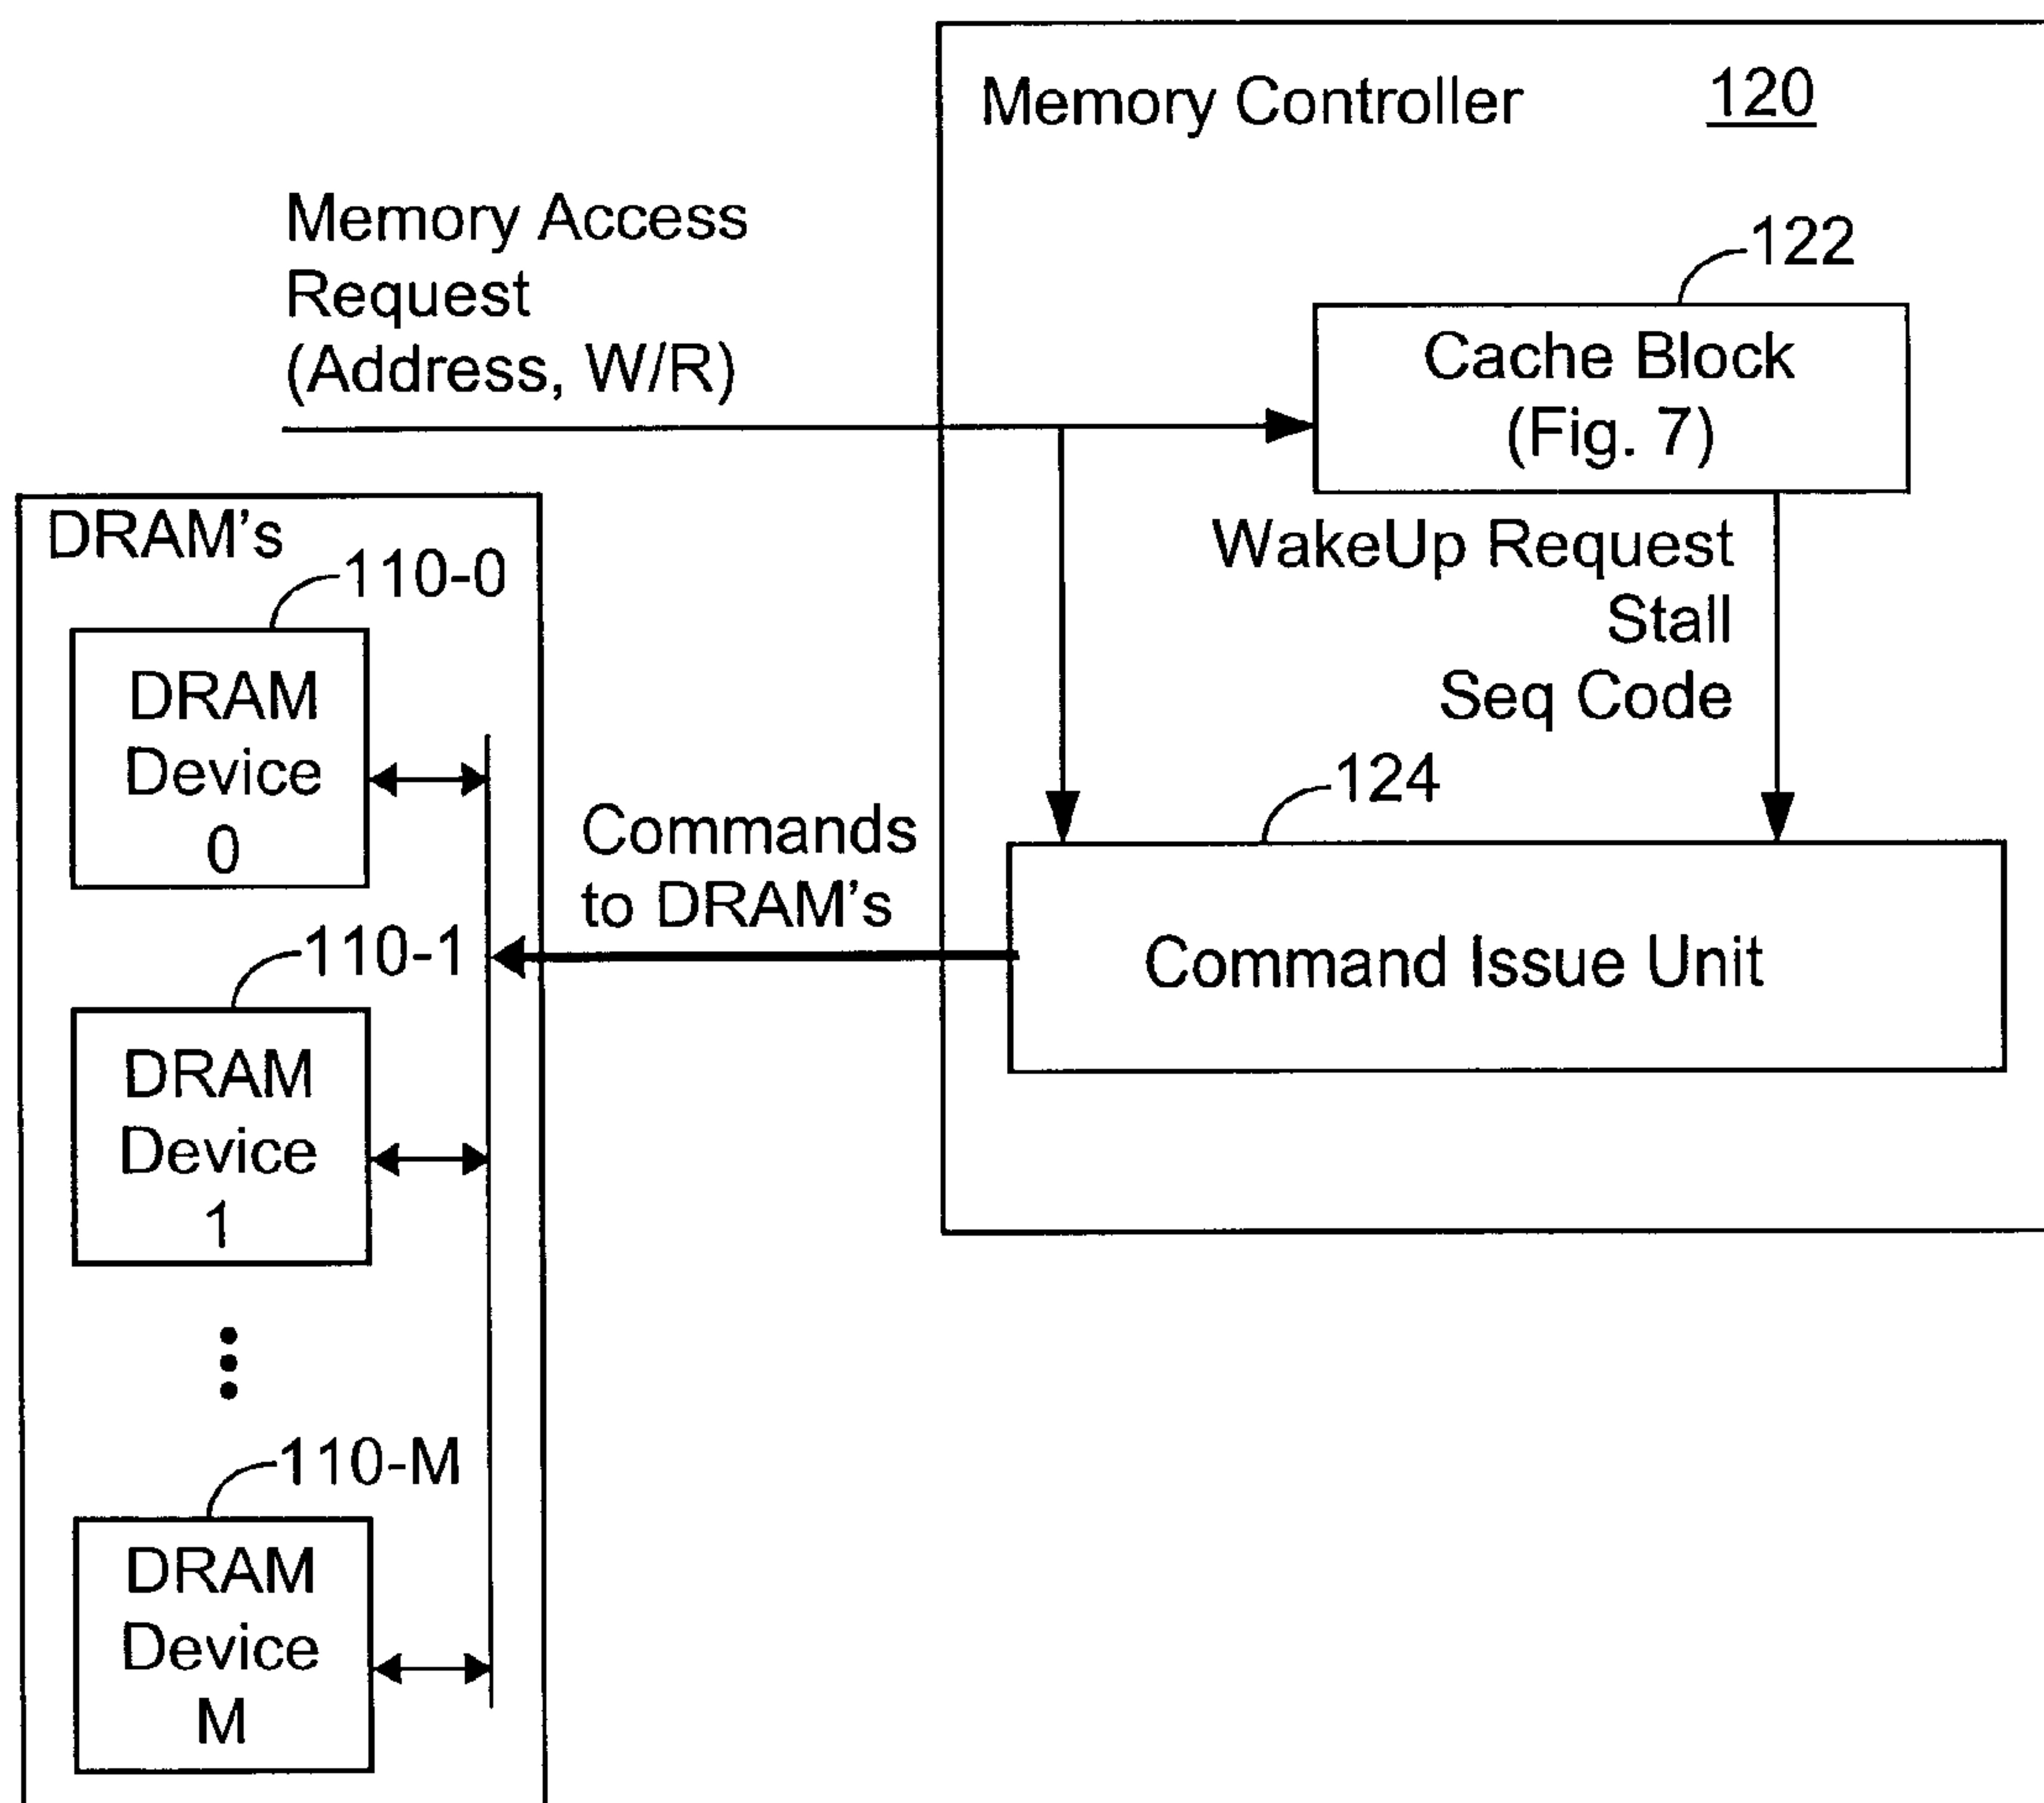 Memory Controller 120
Memory Access
Request
(Address, W/R)
122
Cache Block
(Fig. 7)
WakeUp Request
Stall
Seq Code
124
Command Issue Unit
Commands
to DRAM's
DRAM's
110-0
DRAM
Device
0
110-1
DRAM
Device
1
110-M
DRAM
Device
M